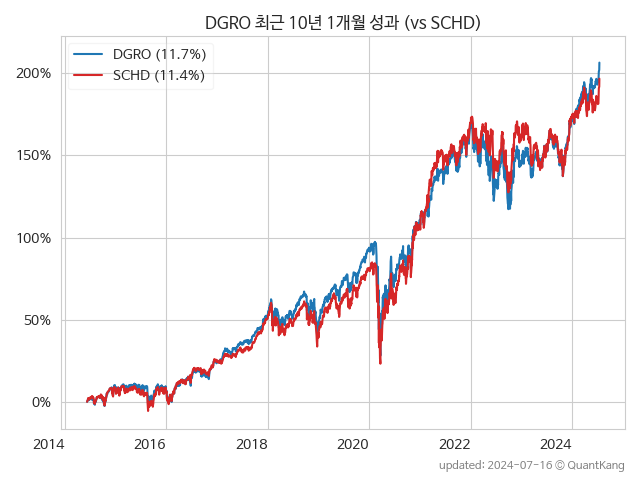 DGRO 최근 10년 1개월 성과 (vs SCHD)
DGRO (11.7%)
SCHD (11.4%)
200%
150%
100%
50%
0%
2014 2016 2018 2020 2022 2024
updated: 2024-07-16 © QuantKang